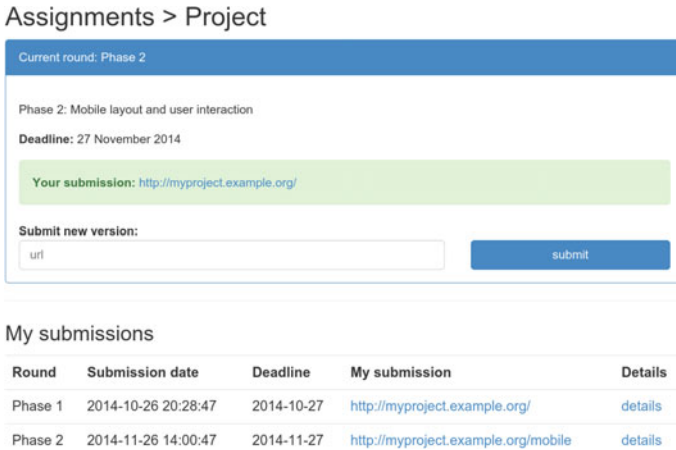 Assignments > Project
Current round: Phase 2
Phase 2: Mobile layout and user interaction
Deadline: 27 November 2014
Your submission: http://myproject.example.org/
Submit new version:
url submit
My submissions
Round Submission date Deadline My submission Details
Phase 1 2014-10-26 20:28:47 2014-10-27 http://myproject.example.org/ details
Phase 2 2014-11-26 14:00:47 2014-11-27 http://myproject.example.org/mobile details